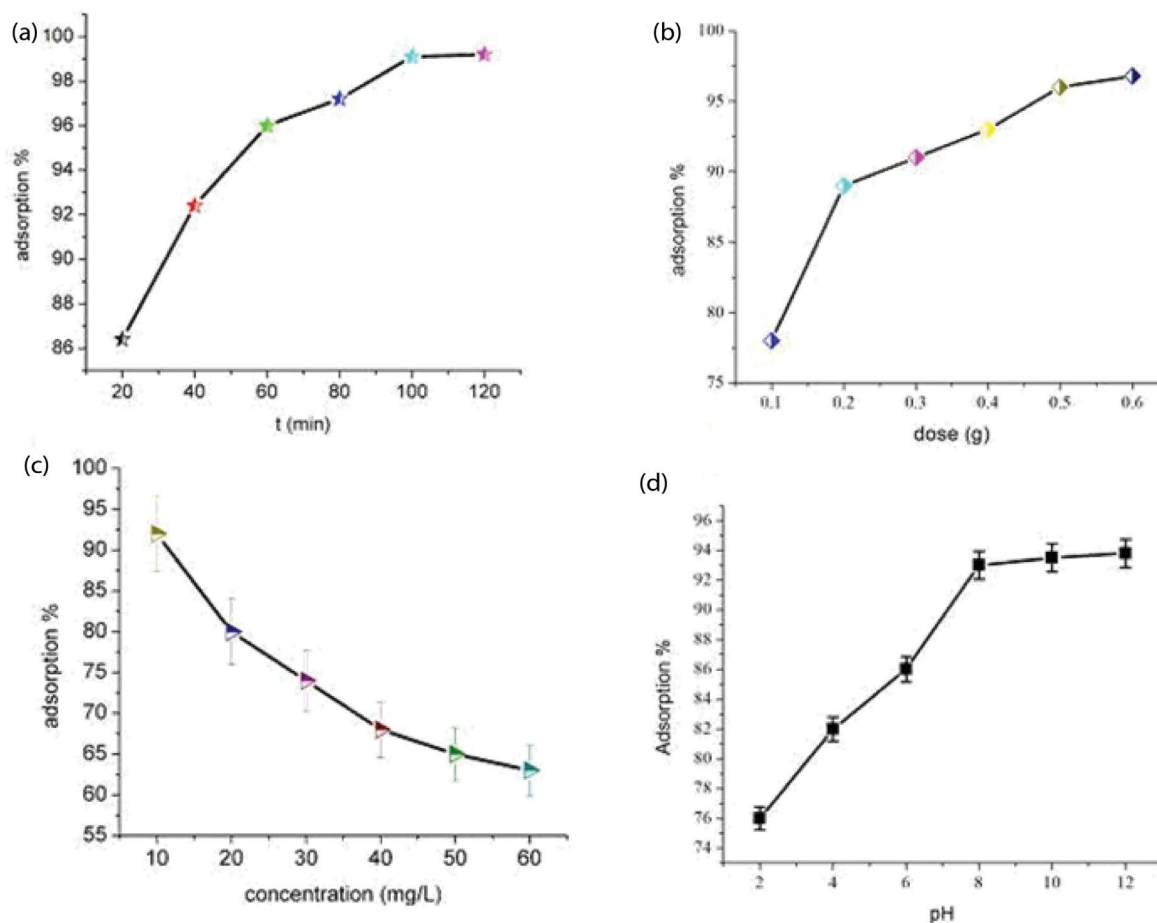 (a)
100
98
96
94
92
90
88
86
adsorption %
20 40 60 80 100 120
t (min)
(b)
100
95
90
85
80
75
adsorption %
0.1 0.2 0.3 0.4 0.5 0.6
dose (g)
(c)
100
95
90
85
80
75
70
65
60
55
adsorption %
10 20 30 40 50 60
concentration (mg/L)
(d)
96
94
92
90
88
86
84
82
80
78
76
74
Adsorption %
2 4 6 8 10 12
pH